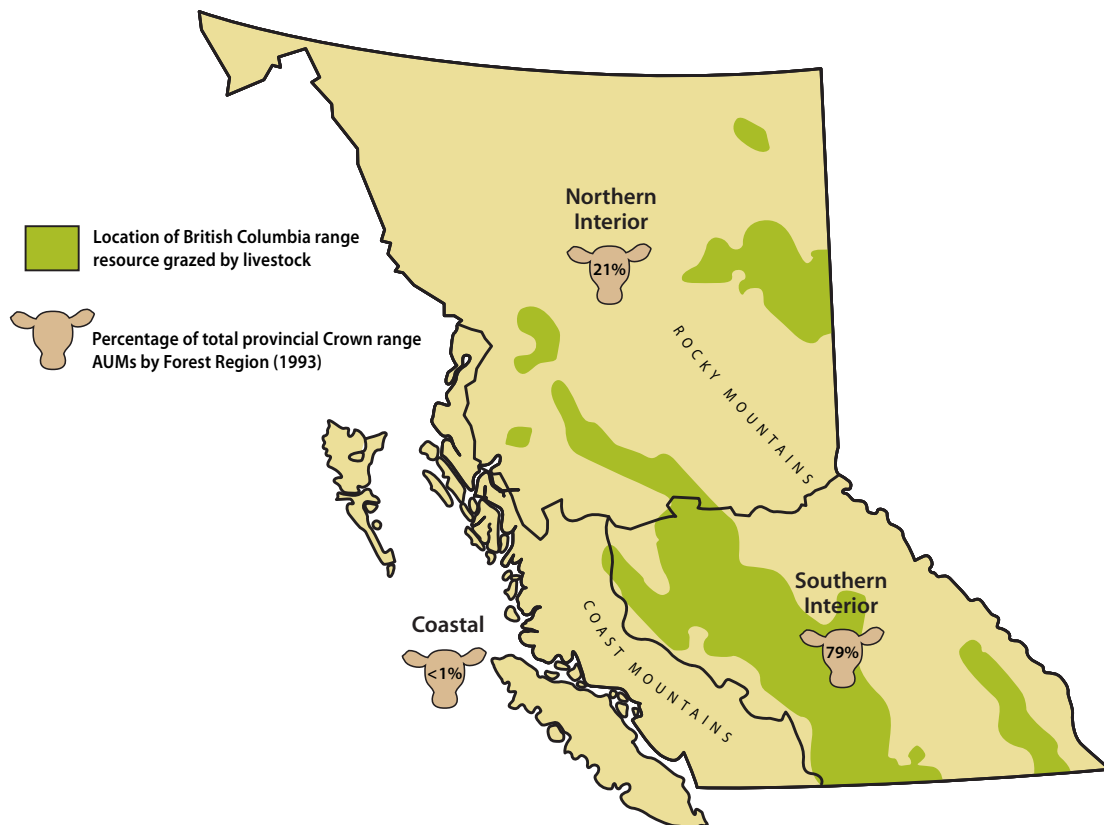 Northern
Interior
21%
Location of British Columbia range
resource grazed by livestock
Percentage of total provincial Crown range
AUMs by Forest Region (1993)
ROCKY MOUNTAINS
Southern
Interior
79%
Coastal
<1%
COAST MOUNTAINS